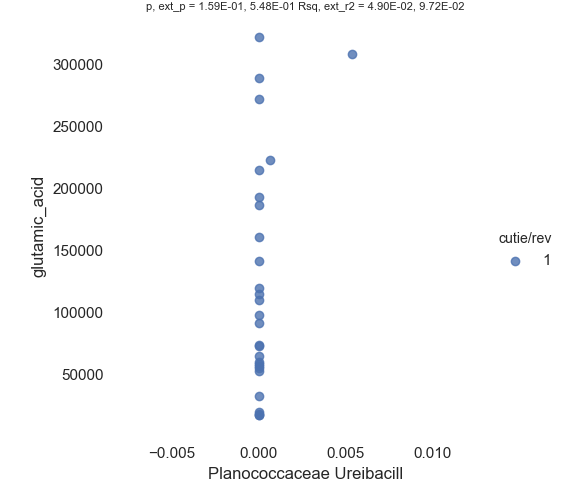 p, ext_p = 1.59E-01, 5.48E-01 Rsq, ext_r2 = 4.90E-02, 9.72E-02
300000
250000
200000
150000
100000
50000
glutamic_acid
cutie/rev
1
−0.005 0.000 0.005 0.010
Planococcaceae Ureibacill